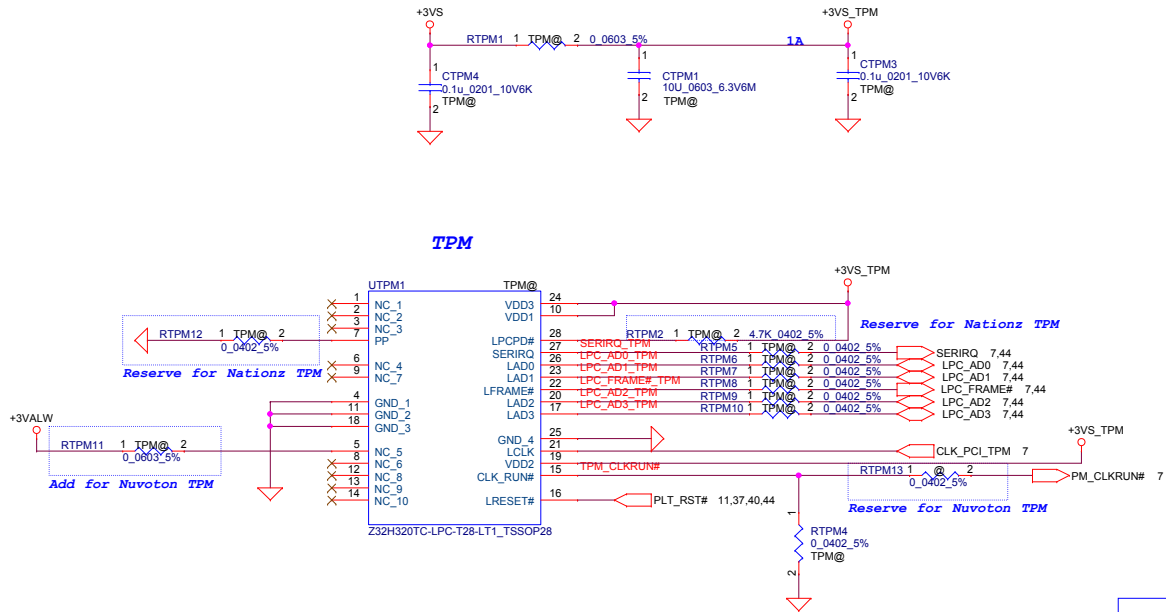 +3VS
+3VS_TPM
RTPM1 1 TPM@ 2 0_0603_5%
1A
1
CTPM4
0.1u_0201_10V6K
TPM@
2
1
CTPM1
10U_0603_6.3V6M
TPM@
2
1
CTPM3
0.1u_0201_10V6K
TPM@
2
TPM
+3VS_TPM
UTPM1 TPM@
1 NC_1
2 NC_2
3 NC_3
7 PP
6 NC_4
9 NC_7
4 GND_1
11 GND_2
18 GND_3
5 NC_5
8 NC_6
12 NC_8
13 NC_9
14 NC_10
RTPM12 1 TPM@ 2
0_0402_5%
Reserve for Nationz TPM
+3VALW
RTPM11 1 TPM@ 2
0_0603_5%
Add for Nuvoton TPM
VDD3 24
VDD1 10
LPCPD# 28
SERIRQ 27
LAD0 26
LAD1 23
LFRAME# 22
LAD2 20
LAD3 17
GND_4 25
LCLK 21
VDD2 19
CLK_RUN# 15
LRESET# 16
Z32H320TC-LPC-T28-LT1_TSSOP28
RTPM2 1 TPM@ 2 4.7K_0402_5%
Reserve for Nationz TPM
SERIRQ_TPM RTPM5 1 TPM@ 2 0_0402_5% SERIRQ 7,44
LPC_AD0_TPM RTPM6 1 TPM@ 2 0_0402_5% LPC_AD0 7,44
LPC_AD1_TPM RTPM7 1 TPM@ 2 0_0402_5% LPC_AD1 7,44
LPC_FRAME#_TPM RTPM8 1 TPM@ 2 0_0402_5% LPC_FRAME# 7,44
LPC_AD2_TPM RTPM9 1 TPM@ 2 0_0402_5% LPC_AD2 7,44
LPC_AD3_TPM RTPM10 1 TPM@ 2 0_0402_5% LPC_AD3 7,44
+3VS_TPM
CLK_PCI_TPM 7
TPM_CLKRUN#
RTPM13 1 @ 2
0_0402_5%
PM_CLKRUN# 7
Reserve for Nuvoton TPM
PLT_RST# 11,37,40,44
1
RTPM4
0_0402_5%
TPM@
2